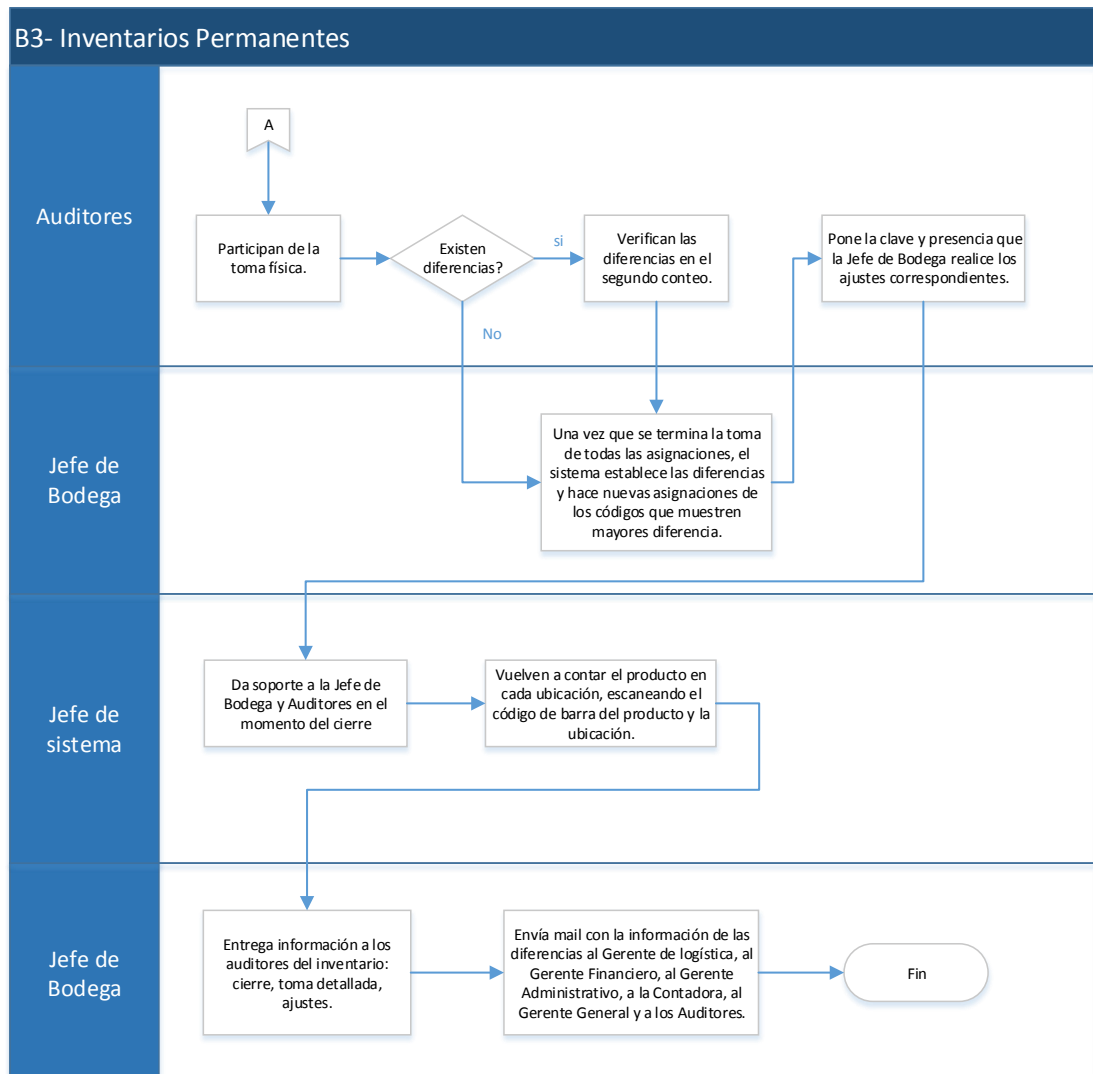 B3- Inventarios Permanentes
Auditores
A
Participan de la
toma física.
Existen
diferencias?
si
No
Verifican las
diferencias en el
segundo conteo.
Pone la clave y presencia que
la Jefe de Bodega realice los
ajustes correspondientes.
Jefe de
Bodega
Una vez que se termina la toma
de todas las asignaciones, el
sistema establece las diferencias
y hace nuevas asignaciones de
los códigos que muestren
mayores diferencia.
Jefe de
sistema
Da soporte a la Jefe de
Bodega y Auditores en el
momento del cierre
Vuelven a contar el producto en
cada ubicación, escaneando el
código de barra del producto y la
ubicación.
Jefe de
Bodega
Entrega información a los
auditores del inventario:
cierre, toma detallada,
ajustes.
Envía mail con la información de las
diferencias al Gerente de logística, al
Gerente Financiero, al Gerente
Administrativo, a la Contadora, al
Gerente General y a los Auditores.
Fin